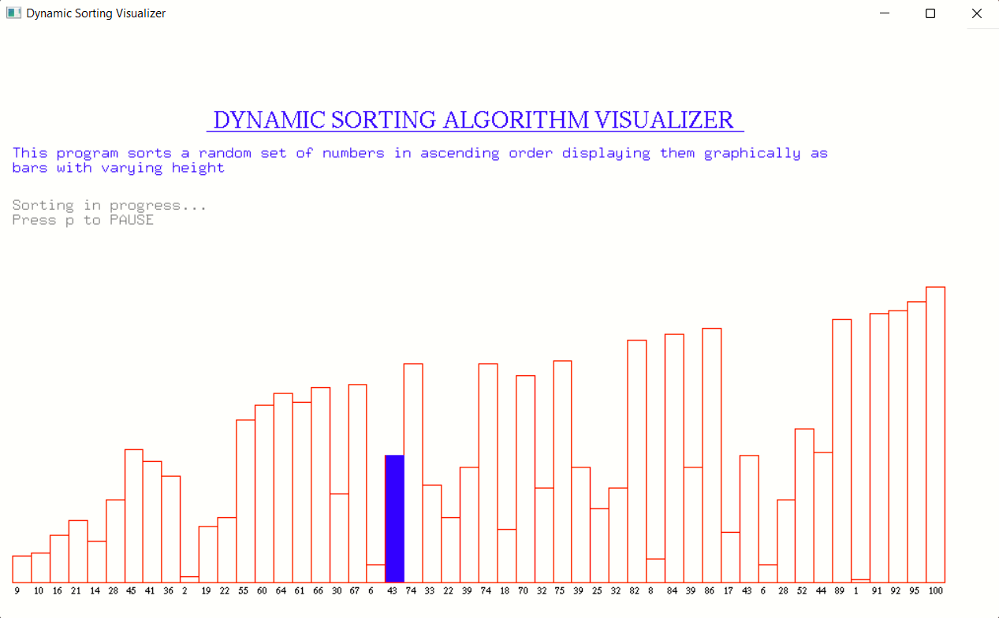 Dynamic Sorting Visualizer
DYNAMIC SORTING ALGORITHM VISUALIZER
This program sorts a random set of numbers in ascending order displaying them graphically as
bars with varying height
Sorting in progress...
Press p to PAUSE
9 10 16 21 14 28 45 41 36 2 19 22 55 60 64 61 66 30 67 6 43 74 33 22 39 74 18 70 32 75 39 25 32 82 8 84 39 86 17 43 6 28 52 44 89 1 91 92 95 100